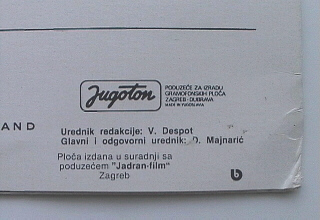 Jugoton
PODUZEĆE ZA IZRADU
GRAMOFONSKIH PLOČA
ZAGREB - DUBRAVA
MADE IN YUGOSLAVIA
AND
Urednik redakcije: V. Despot
Glavni i odgovorni urednik: D. Majnarić
Ploča izdana u suradnji sa
poduzećem "Jadran-film"
Zagreb
b